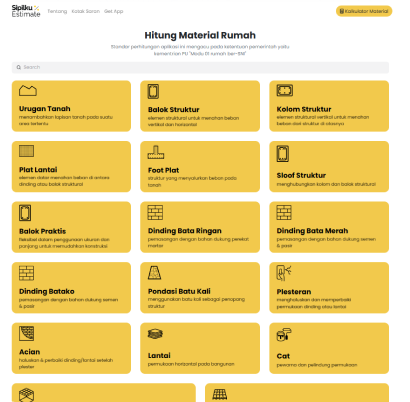 Sipilku
Estimate
Tentang Kotak Saran Get App
Kalkulator Material
Hitung Material Rumah
Standar perhitungan aplikasi ini mengacu pada ketentuan pemerintah yaitu
kementrian PU "Modul RI rumah ber-SNI"
Search
Urugan Tanah
menambahkan lapisan tanah pada suatu
area tertentu
Balok Struktur
elemen struktural untuk menahan beban
vertikal dan horizontal
Kolom Struktur
elemen struktural vertikal untuk menahan
beban dari struktur di atasnya
Plat Lantai
elemen datar menahan beban di antara
dinding atau balok struktural
Foot Plat
struktur yang menyalurkan beban pada
tanah
Sloof Struktur
menghubungkan kolom dan balok struktural
Balok Praktis
fleksibel dalam penggunaan ukuran dan
panjang untuk memudahkan konstruksi
Dinding Bata Ringan
pemasangan dengan bahan dukung perekat
mortar
Dinding Bata Merah
pemasangan dengan bahan dukung semen
& pasir
Dinding Batako
pemasangan dengan bahan dukung semen
& pasir
Pondasi Batu Kali
menggunakan batu kali sebagai penopang
struktur
Plesteran
menghaluskan dan memperbaiki
permukaan dinding atau lantai
Acian
haluskan & perbaiki dinding/lantai setelah
plester
Lantai
permukaan horizontal pada bangunan
Cat
pewarna dan pelindung permukaan